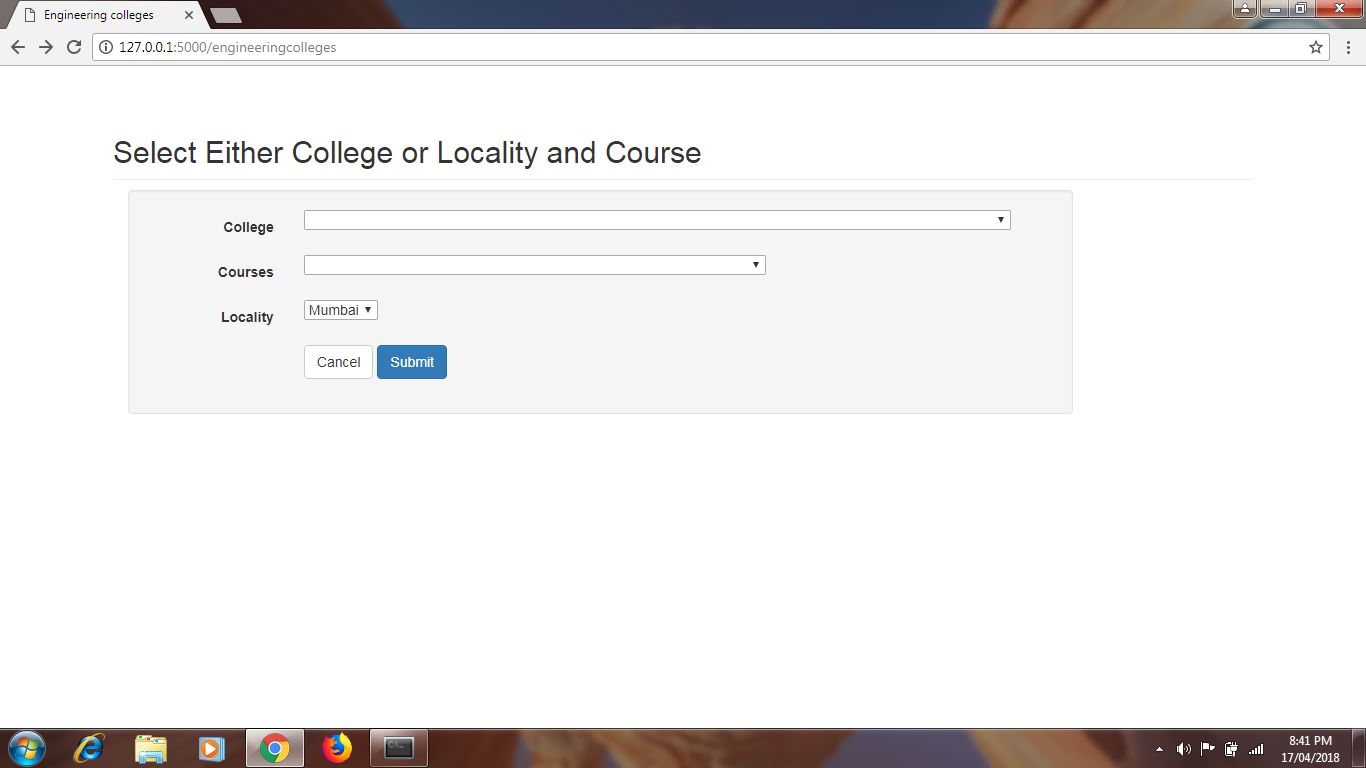 Engineering colleges
127.0.0.1:5000/engineeringcolleges
Select Either College or Locality and Course
College
Courses
Locality
Mumbai
Cancel
Submit
8:41 PM
17/04/2018